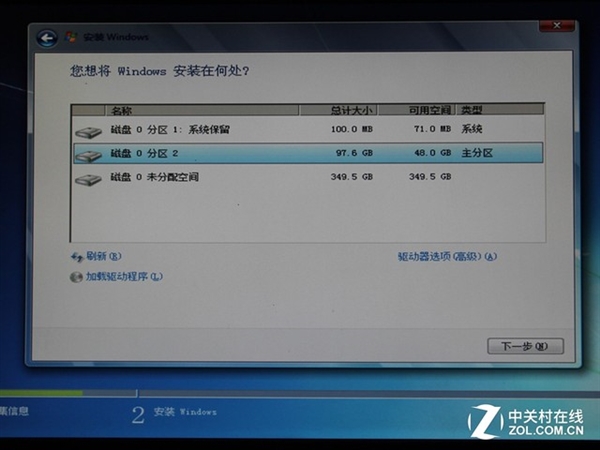 安装 Windows
您想将 Windows 安装在何处?
名称 总计大小 可用空间 类型
磁盘 0 分区 1: 系统保留 100.0 MB 71.0 MB 系统
磁盘 0 分区 2 97.6 GB 48.0 GB 主分区
磁盘 0 未分配空间 349.5 GB 349.5 GB
刷新(R) 驱动器选项(高级)(A)
加载驱动程序(L)
下一步(N)
集信息 2 安装 Windows
中关村在线
ZOL.COM.CN